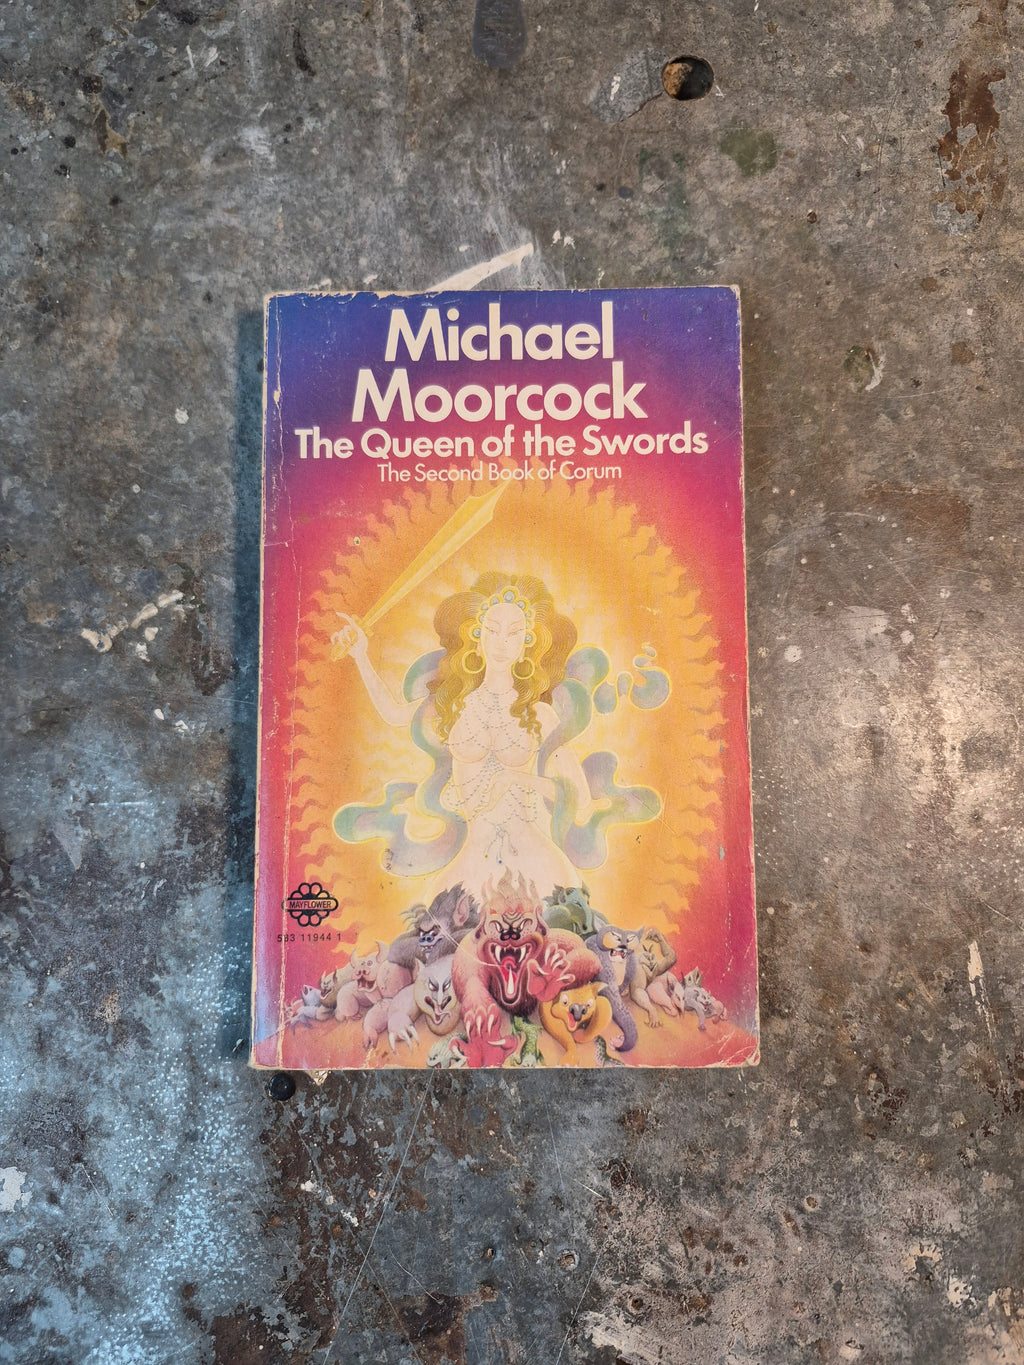 Michael
Moorcock
The Queen of the Swords
The Second Book of Corum
MAYFLOWER
583 11944 1